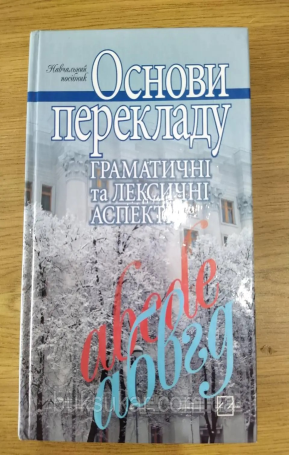 Навчальний
посібник
Основи
перекладу
ГРАМАТИЧНІ
та ЛЕКСИЧНІ
АСПЕКТИ
abcde
абвгд